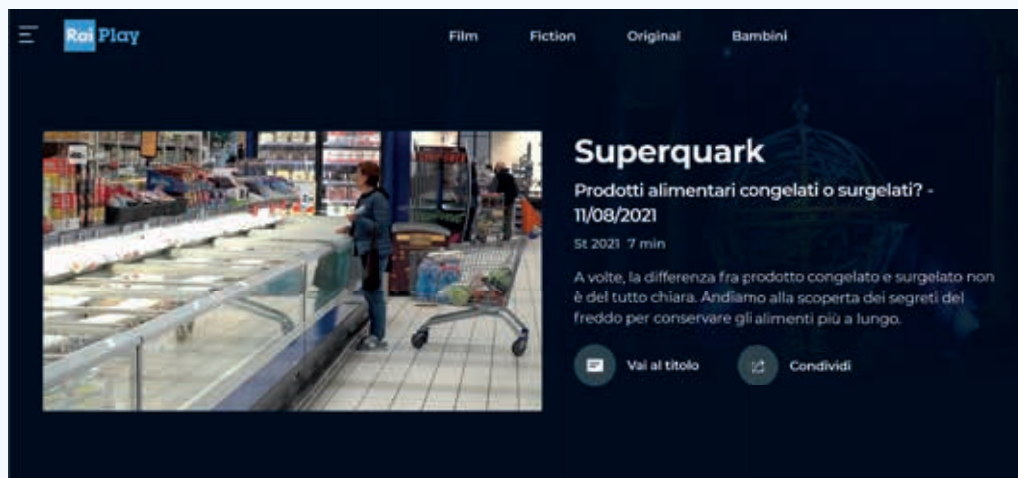 Rai Play
Film Fiction Original Bambini
Superquark
Prodotti alimentari congelati o surgelati? -
11/08/2021
St 2021 7 min
A volte, la differenza fra prodotto congelato e surgelato non
è del tutto chiara. Andiamo alla scoperta dei segreti del
freddo per conservare gli alimenti più a lungo.
Vai al titolo Condividi